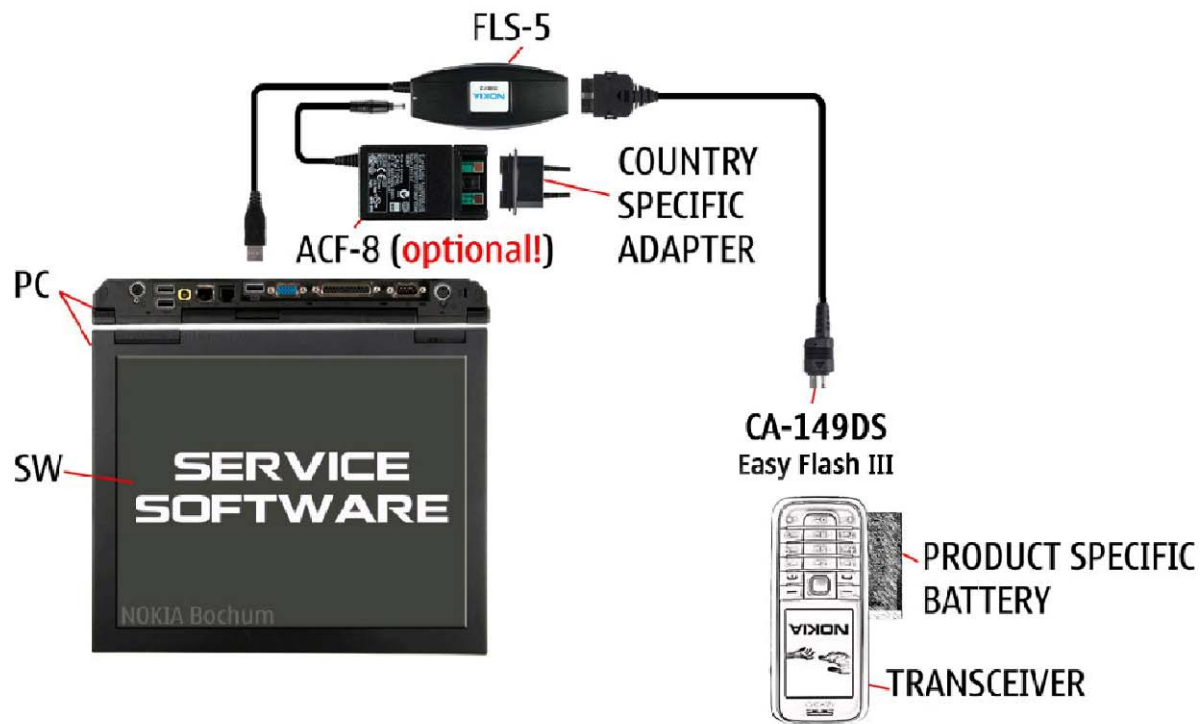 FLS-5
NOKIA
COUNTRY
SPECIFIC
ADAPTER
ACF-8 (optional!)
PC
SW
SERVICE
SOFTWARE
NOKIA Bochum
CA-149DS
Easy Flash III
NOKIA
PRODUCT SPECIFIC
BATTERY
TRANSCEIVER